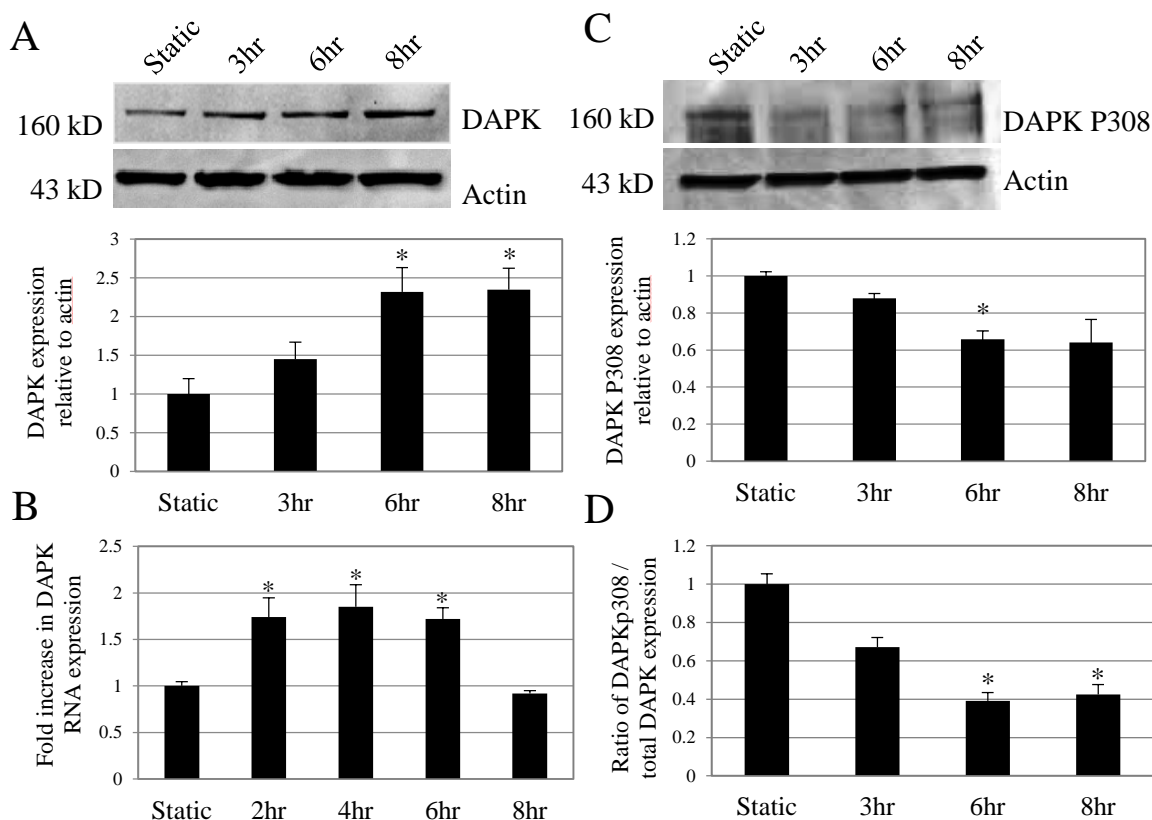 A
Static 3hr 6hr 8hr
160 kD DAPK
43 kD Actin
DAPK expression
relative to actin
3
2.5
2
1.5
1
0.5
0
* *
Static 3hr 6hr 8hr
B
Fold increase in DAPK
RNA expression
2.5
2
1.5
1
0.5
0
* * *
Static 2hr 4hr 6hr 8hr
C
Static 3hr 6hr 8hr
160 kD DAPK P308
43 kD Actin
DAPK P308 expression
relative to actin
1.2
1
0.8
0.6
0.4
0.2
0
*
Static 3hr 6hr 8hr
D
Ratio of DAPKp308 /
total DAPK expression
1.2
1
0.8
0.6
0.4
0.2
0
* *
Static 3hr 6hr 8hr